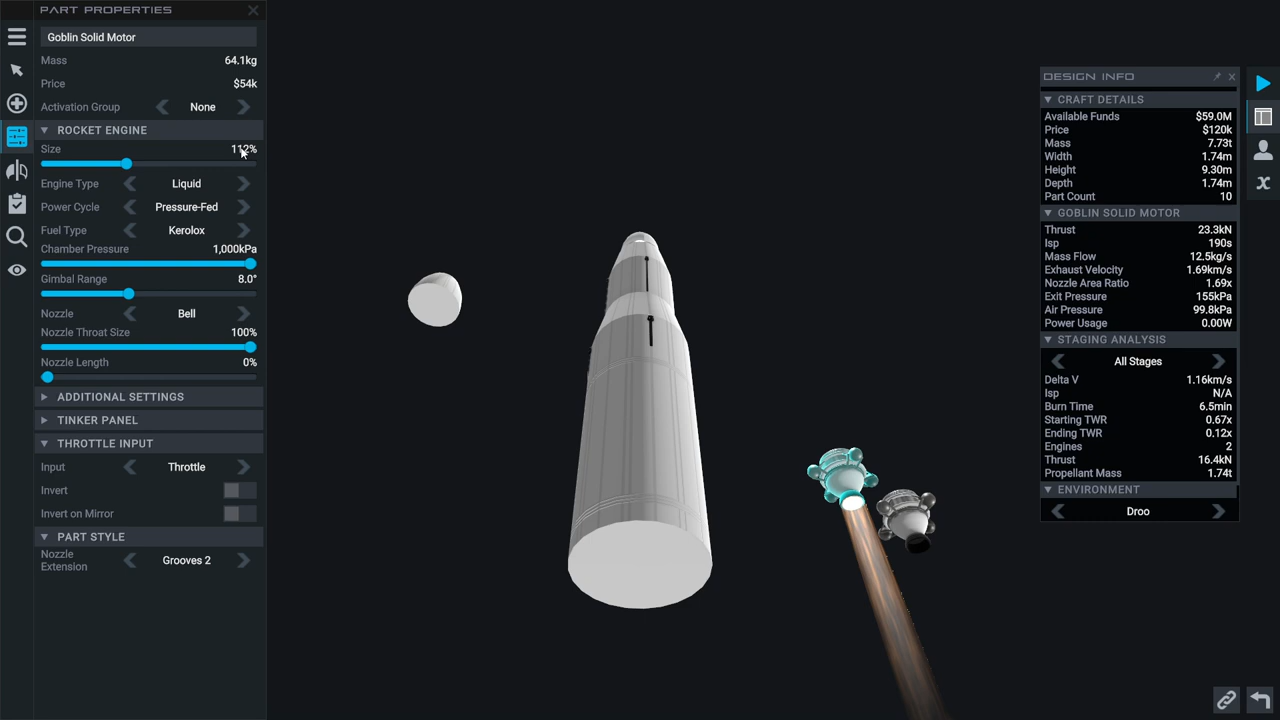 PART PROPERTIES
Goblin Solid Motor
Mass 64.1kg
Price $54k
Activation Group None
ROCKET ENGINE
Size 112%
Engine Type Liquid
Power Cycle Pressure-Fed
Fuel Type Kerolox
Chamber Pressure 1,000kPa
Gimbal Range 8.0°
Nozzle Bell
Nozzle Throat Size 100%
Nozzle Length 0%
ADDITIONAL SETTINGS
TINKER PANEL
THROTTLE INPUT
Input Throttle
Invert
Invert on Mirror
PART STYLE
Nozzle
Extension Grooves 2
DESIGN INFO
CRAFT DETAILS
Available Funds $59.0M
Price $120k
Mass 7.73t
Width 1.74m
Height 9.30m
Depth 1.74m
Part Count 10
GOBLIN SOLID MOTOR
Thrust 23.3kN
Isp 190s
Mass Flow 12.5kg/s
Exhaust Velocity 1.69km/s
Nozzle Area Ratio 1.69x
Exit Pressure 155kPa
Air Pressure 99.8kPa
Power Usage 0.00W
STAGING ANALYSIS
All Stages
Delta V 1.16km/s
Isp N/A
Burn Time 6.5min
Starting TWR 0.67x
Ending TWR 0.12x
Engines 2
Thrust 16.4kN
Propellant Mass 1.74t
ENVIRONMENT
Droo